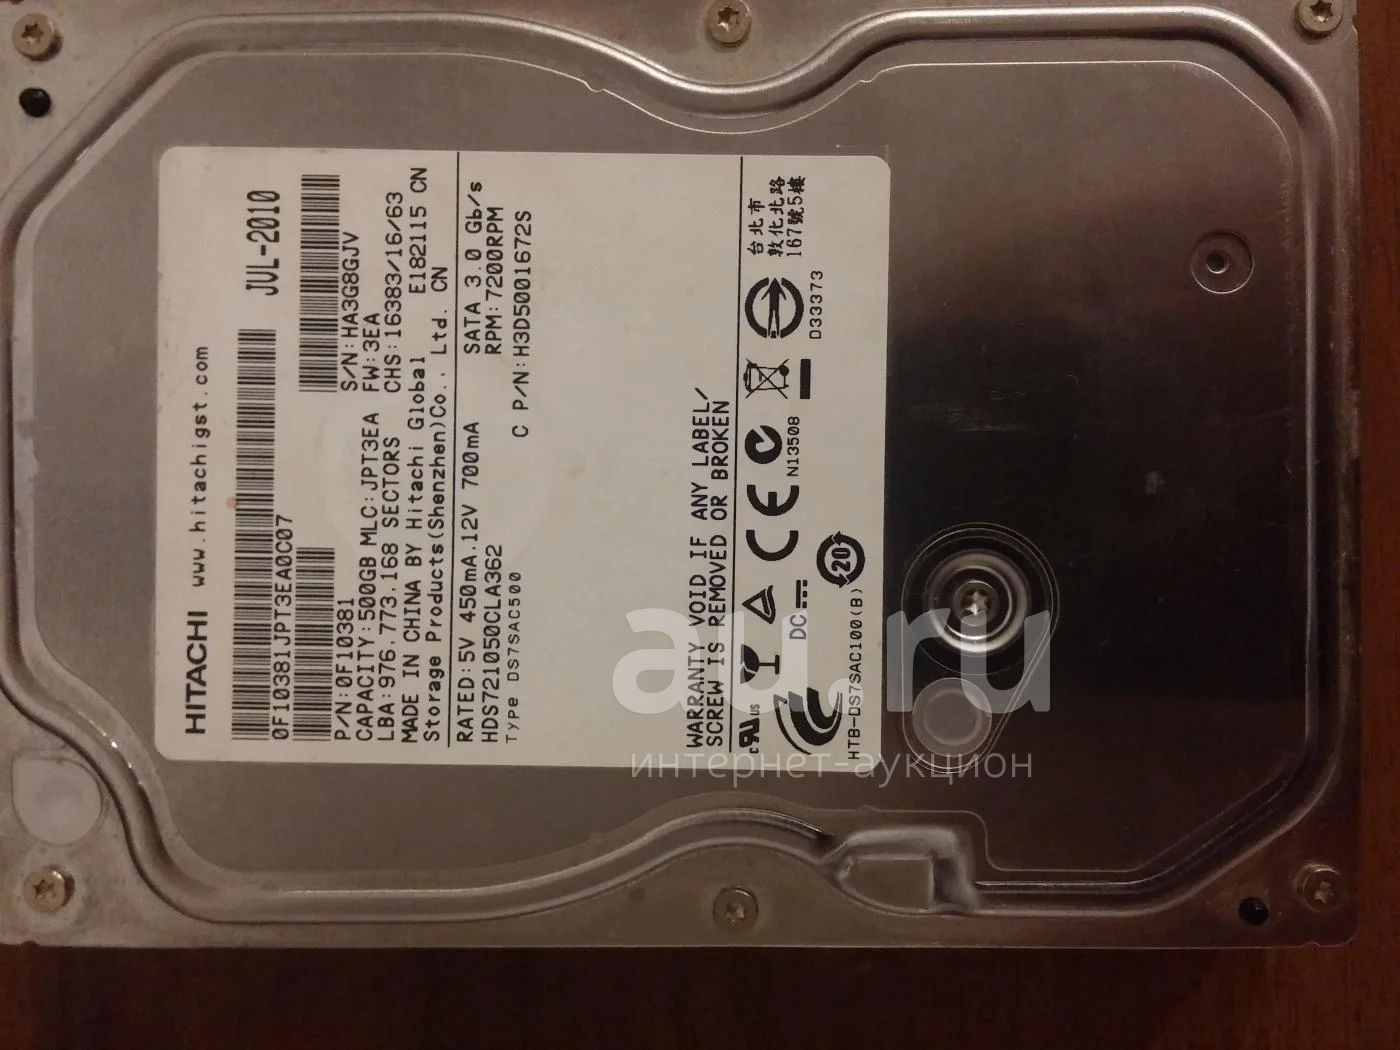 HITACHI www.hitachigst.com
JUL-2010
0F10381JPT3EA0C07
P/N:0F10381 S/N:HA3G8GJV
CAPACITY:500GB MLC:JPT3EA FW:3EA
LBA:976,773,168 SECTORS CHS:16383/16/63
MADE IN CHINA BY Hitachi Global E182115 CN
Storage Products(Shenzhen)Co., Ltd. CN
RATED:5V 450mA,12V 700mA SATA 3.0 Gb/s
HDS721050CLA362 RPM:7200RPM
Type DS7SAC500 C P/N:H3D5001672S
WARRANTY VOID IF ANY LABEL/
SCREW IS REMOVED OR BROKEN
c US
DC
CE
N13508
D33373
台北市
敦化北路
167號5樓
20
HTB-DS7SAC100(B)
au.ru
интернет-аукцион